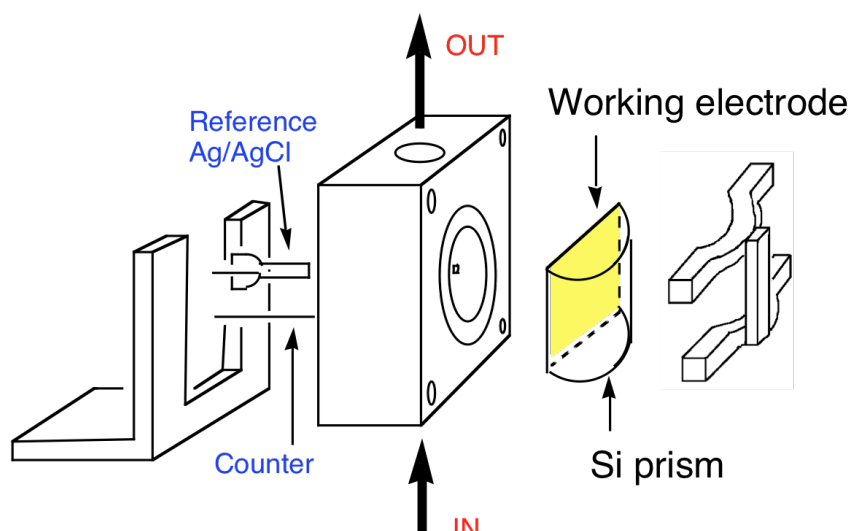 OUT
Working electrode
Reference
Ag/AgCl
Counter
Si prism
IN